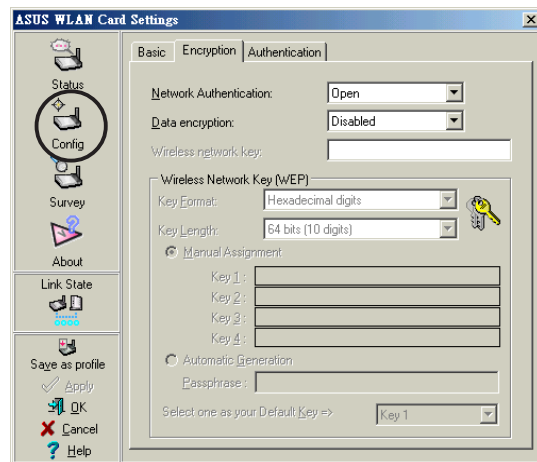 ASUS WLAN Card Settings
Status
Config
Survey
About
Link State
Save as profile
Apply
OK
Cancel
Help
Basic Encryption Authentication
Network Authentication: Open
Data encryption: Disabled
Wireless network key:
Wireless Network Key (WEP)
Key Format: Hexadecimal digits
Key Length: 64 bits (10 digits)
Manual Assignment
Key 1 :
Key 2 :
Key 3 :
Key 4 :
Automatic Generation
Passphrase :
Select one as your Default Key => Key 1